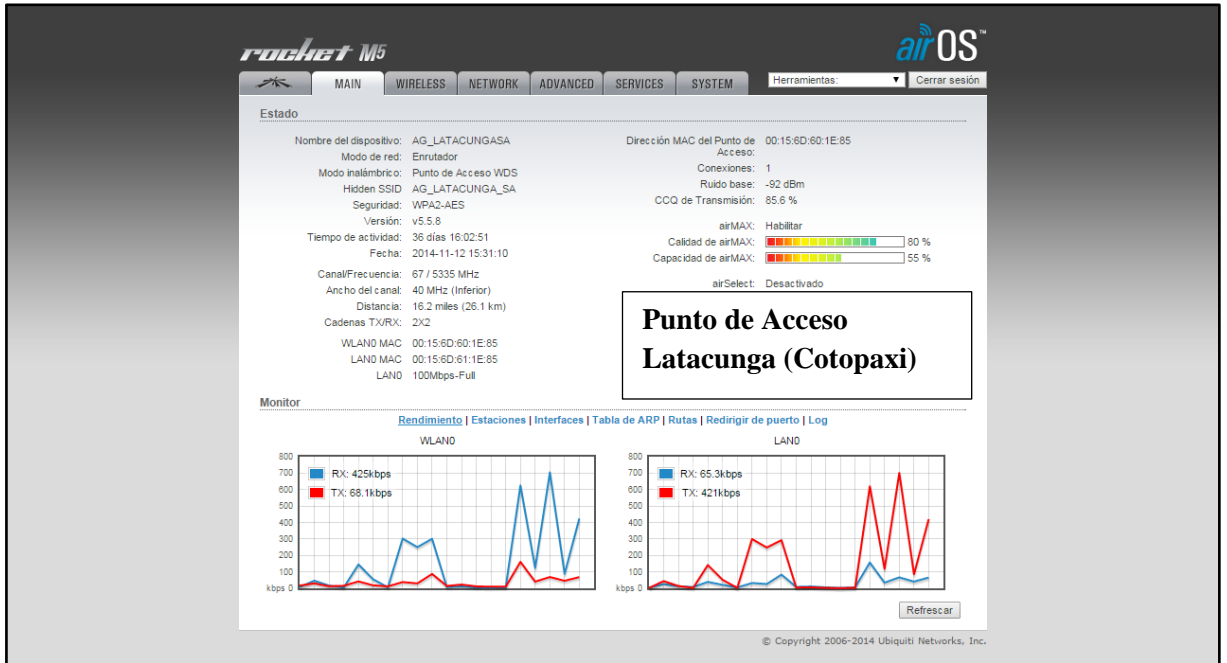 rocket M5
airOS™
MAIN WIRELESS NETWORK ADVANCED SERVICES SYSTEM Herramientas: Cerrar sesión
Estado
Nombre del dispositivo: AG_LATACUNGASA
Modo de red: Enrutador
Modo inalámbrico: Punto de Acceso WDS
Hidden SSID AG_LATACUNGA_SA
Seguridad: WPA2-AES
Versión: v5.5.8
Tiempo de actividad: 36 días 16:02:51
Fecha: 2014-11-12 15:31:10
Canal/Frecuencia: 67 / 5335 MHz
Ancho del canal: 40 MHz (Inferior)
Distancia: 16.2 miles (26.1 km)
Cadenas TX/RX: 2X2
WLAN0 MAC 00:15:6D:60:1E:85
LAN0 MAC 00:15:6D:61:1E:85
LAN0 100Mbps-Full
Dirección MAC del Punto de Acceso: 00:15:6D:60:1E:85
Conexiones: 1
Ruido base: -92 dBm
CCQ de Transmisión: 85.6 %
airMAX: Habilitar
Calidad de airMAX: 80 %
Capacidad de airMAX: 55 %
airSelect: Desactivado
Punto de Acceso
Latacunga (Cotopaxi)
Monitor
Rendimiento | Estaciones | Interfaces | Tabla de ARP | Rutas | Redirigir de puerto | Log
WLAN0
800
700
600
500
400
300
200
100
kbps 0
RX: 425kbps
TX: 68.1kbps
LAN0
800
700
600
500
400
300
200
100
kbps 0
RX: 65.3kbps
TX: 421kbps
Refrescar
© Copyright 2006-2014 Ubiquiti Networks, Inc.